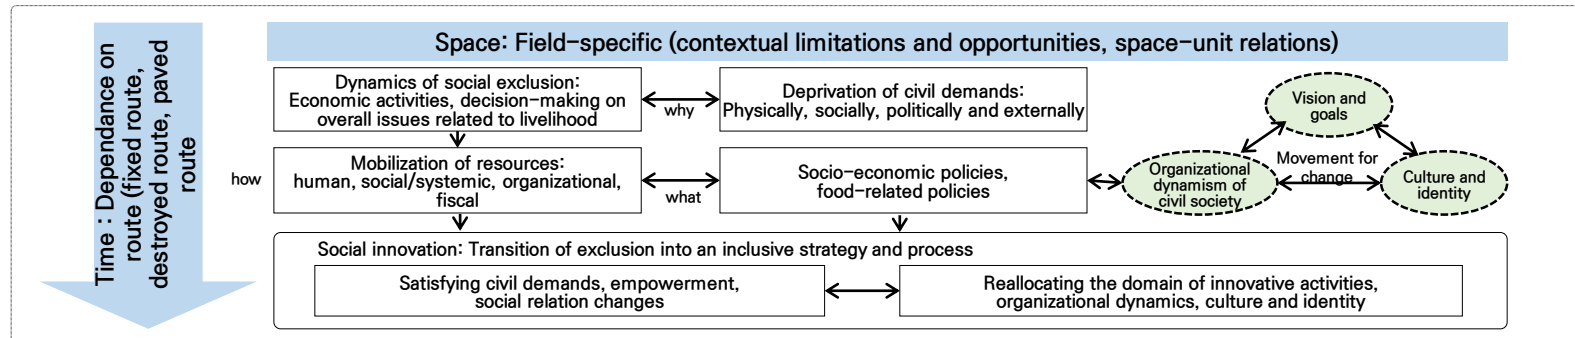 Time : Dependance on
route (fixed route,
destroyed route, paved
route
Space: Field-specific (contextual limitations and opportunities, space-unit relations)
Dynamics of social exclusion:
Economic activities, decision-making on
overall issues related to livelihood
why
Deprivation of civil demands:
Physically, socially, politically and externally
how
Mobilization of resources:
human, social/systemic, organizational,
fiscal
what
Socio-economic policies,
food-related policies
Vision and
goals
Organizational
dynamism of
civil society
Movement for
change
Culture and
identity
Social innovation: Transition of exclusion into an inclusive strategy and process
Satisfying civil demands, empowerment,
social relation changes
Reallocating the domain of innovative activities,
organizational dynamics, culture and identity